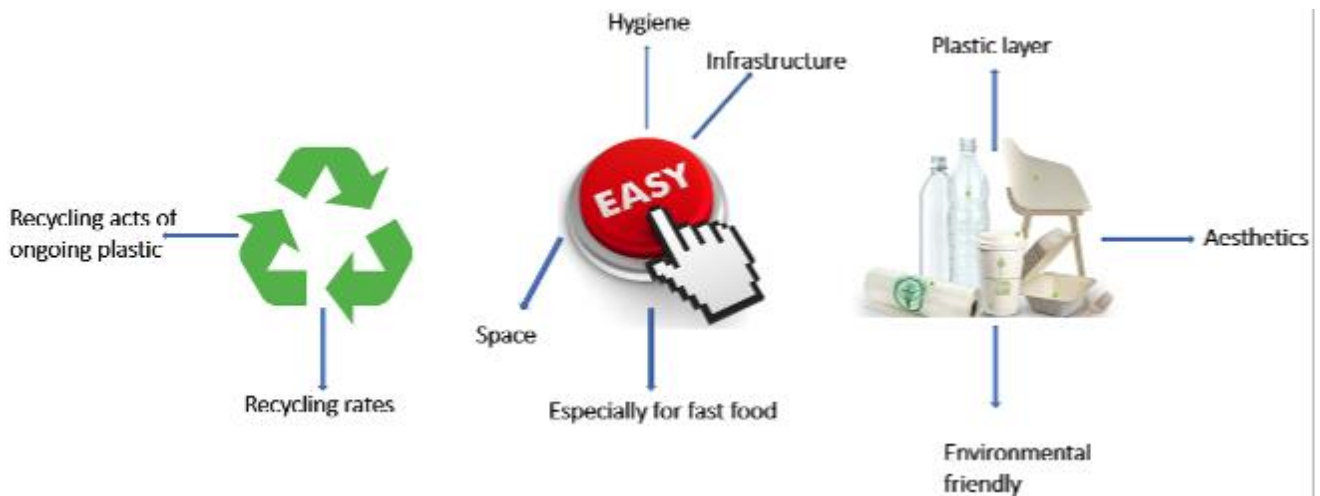 Hygiene
Infrastructure
Plastic layer
EASY
Recycling acts of
ongoing plastic
Aesthetics
Space
Recycling rates
Especially for fast food
Environmental
friendly